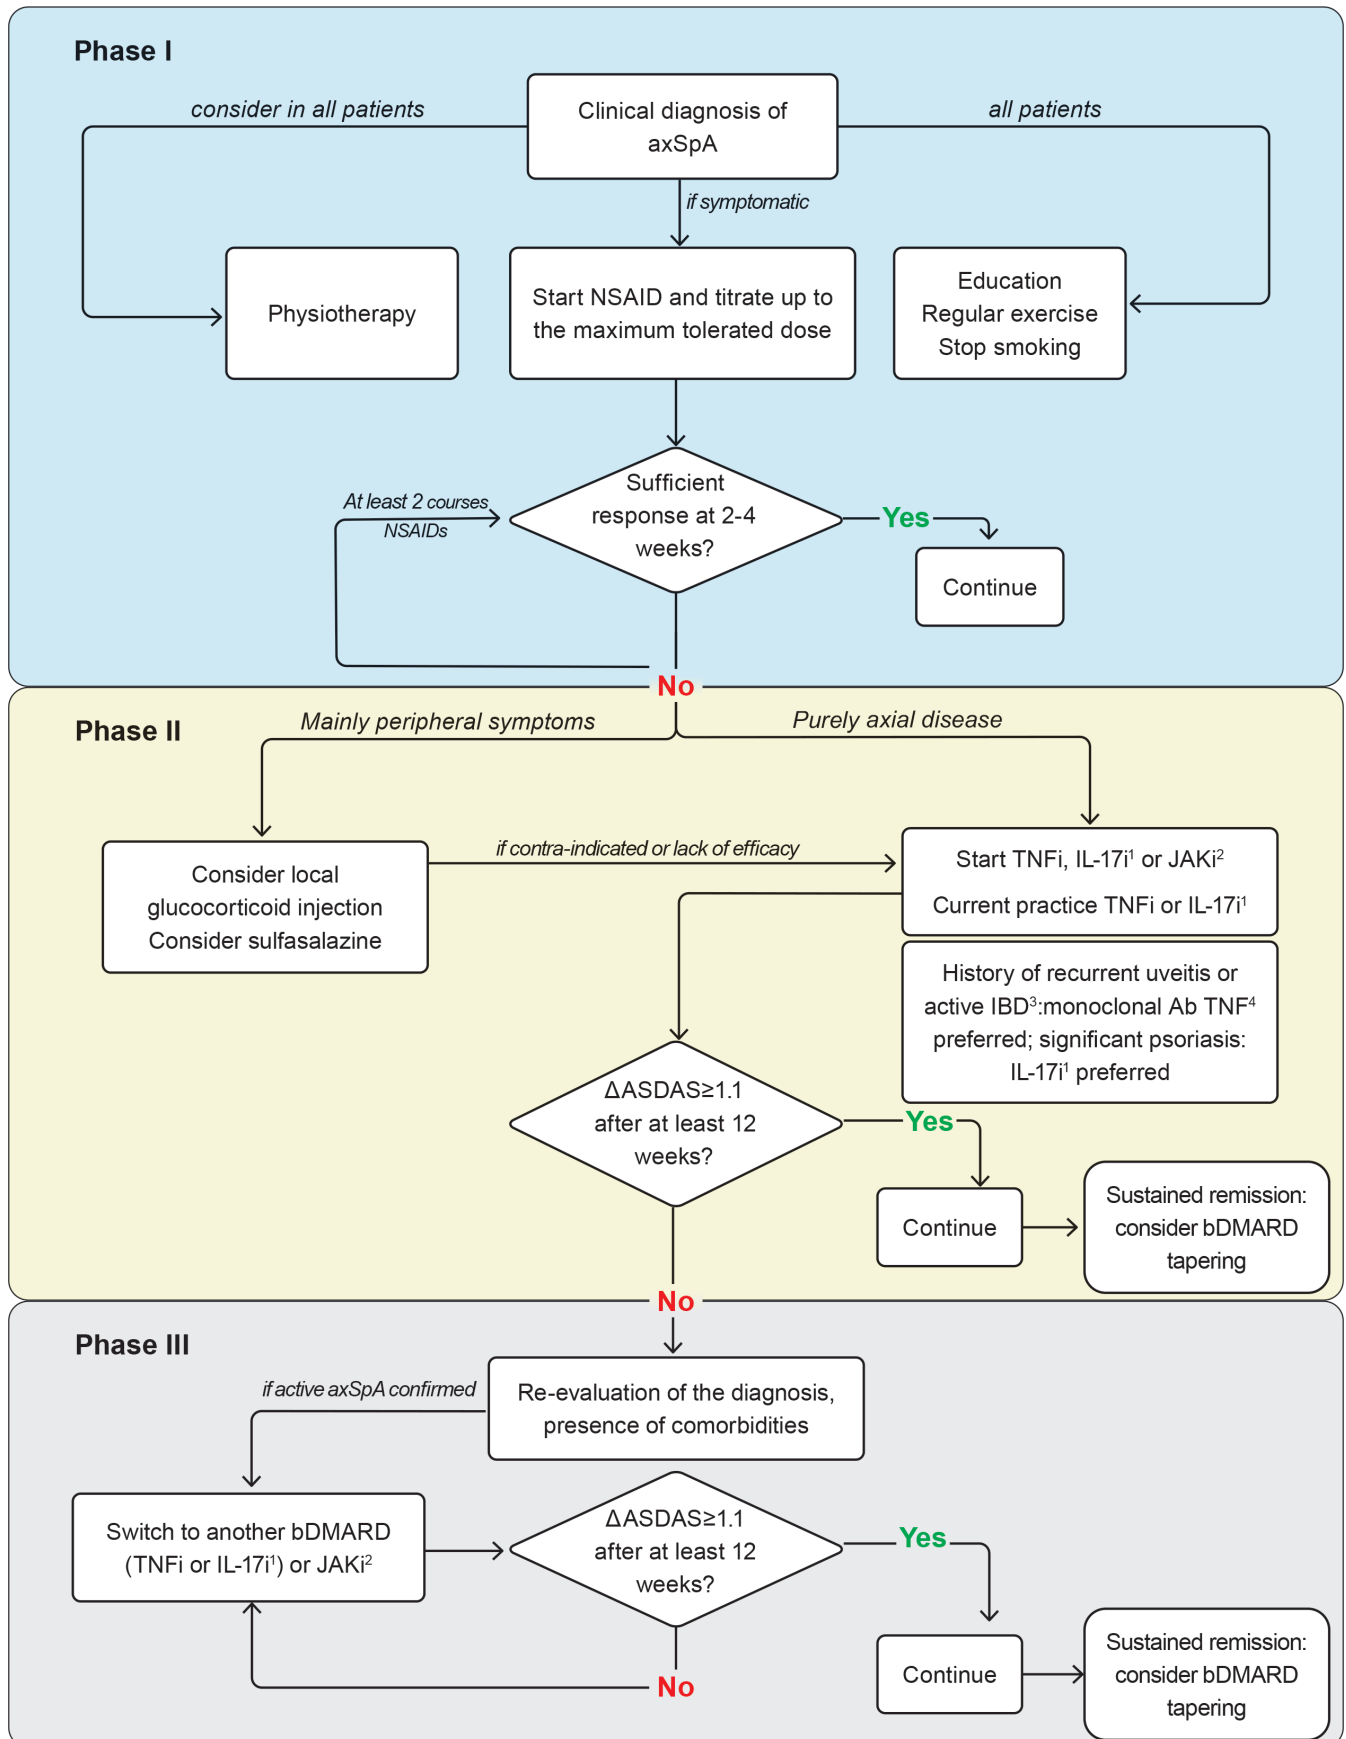 Phase I
Clinical diagnosis of
axSpA
consider in all patients
all patients
if symptomatic
Physiotherapy
Start NSAID and titrate up to
the maximum tolerated dose
Education
Regular exercise
Stop smoking
Sufficient
response at 2-4
weeks?
At least 2 courses
NSAIDs
Yes
Continue
No
Phase II
Mainly peripheral symptoms
Purely axial disease
Consider local
glucocorticoid injection
Consider sulfasalazine
if contra-indicated or lack of efficacy
Start TNFi, IL-17i¹ or JAKi²
Current practice TNFi or IL-17i¹
History of recurrent uveitis or
active IBD³:monoclonal Ab TNF⁴
preferred; significant psoriasis:
IL-17i¹ preferred
ΔASDAS≥1.1
after at least 12
weeks?
Yes
Continue
Sustained remission:
consider bDMARD
tapering
No
Phase III
Re-evaluation of the diagnosis,
presence of comorbidities
if active axSpA confirmed
Switch to another bDMARD
(TNFi or IL-17i¹) or JAKi²
ΔASDAS≥1.1
after at least 12
weeks?
Yes
Continue
Sustained remission:
consider bDMARD
tapering
No